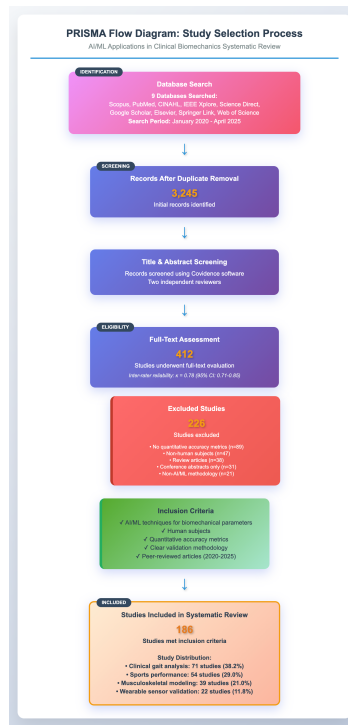 PRISMA Flow Diagram: Study Selection Process
AI/ML Applications in Clinical Biomechanics Systematic Review
IDENTIFICATION
Database Search
9 Databases Searched:
Scopus, PubMed, CINAHL, IEEE Xplore, Science Direct,
Google Scholar, Elsevier, Springer Link, Web of Science
Search Period: January 2020 - April 2025
↓
SCREENING
Records After Duplicate Removal
3,245
Initial records identified
↓
Title & Abstract Screening
Records screened using Covidence software
Two independent reviewers
↓
ELIGIBILITY
Full-Text Assessment
412
Studies underwent full-text evaluation
Inter-rater reliability: κ = 0.78 (95% CI: 0.71-0.85)
Excluded Studies
226
Studies excluded
• No quantitative accuracy metrics (n=89)
• Non-human subjects (n=47)
• Review articles (n=38)
• Conference abstracts only (n=31)
• Non-AI/ML methodology (n=21)
Inclusion Criteria
✓ AI/ML techniques for biomechanical parameters
✓ Human subjects
✓ Quantitative accuracy metrics
✓ Clear validation methodology
✓ Peer-reviewed articles (2020-2025)
↓
INCLUDED
Studies Included in Systematic Review
186
Studies met inclusion criteria
Study Distribution:
• Clinical gait analysis: 71 studies (38.2%)
• Sports performance: 54 studies (29.0%)
• Musculoskeletal modeling: 39 studies (21.0%)
• Wearable sensor validation: 22 studies (11.8%)